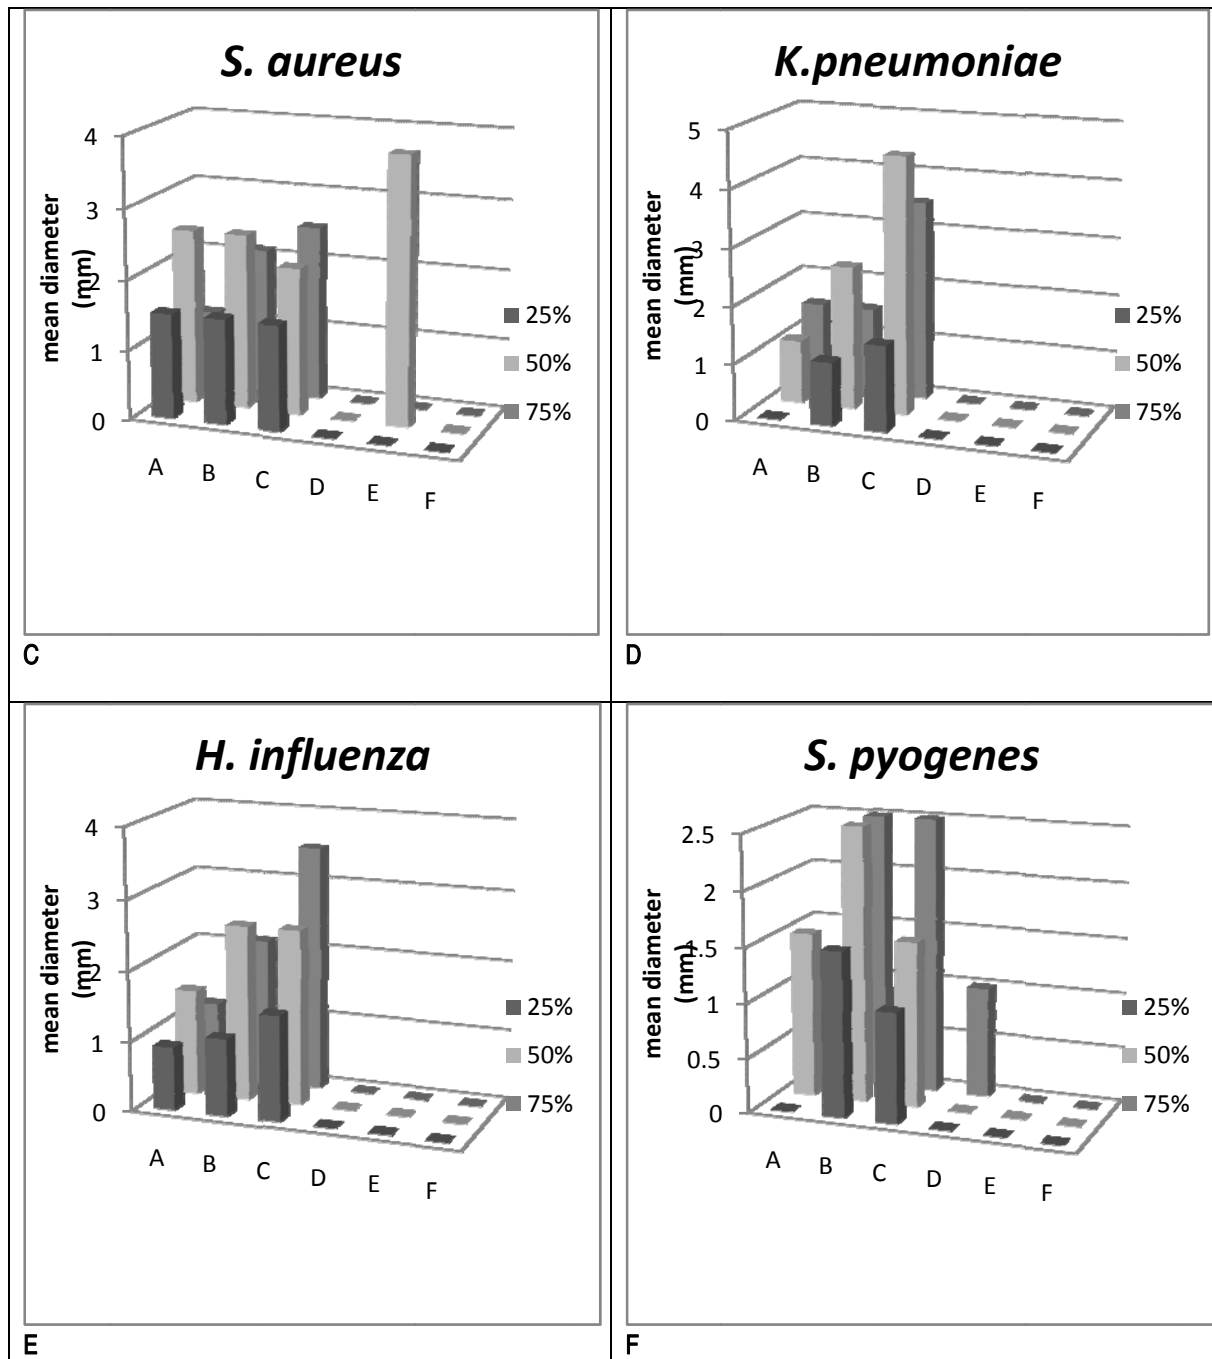 S. aureus
4
3
2
1
0
mean diameter
(mm)
A B C D E F
25%
50%
75%
C
K.pneumoniae
5
4
3
2
1
0
mean diameter
(mm)
A B C D E F
25%
50%
75%
D
H. influenza
4
3
2
1
0
mean diameter
(mm)
A B C D E F
25%
50%
75%
E
S. pyogenes
2.5
2
1.5
1
0.5
0
mean diameter
(mm)
A B C D E F
25%
50%
75%
F